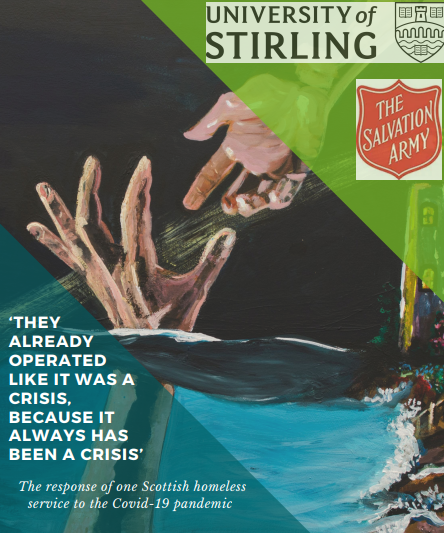 UNIVERSITY of
STIRLING
THE
SALVATION
ARMY
‘THEY
ALREADY
OPERATED
LIKE IT WAS A
CRISIS,
BECAUSE IT
ALWAYS HAS
BEEN A CRISIS’
The response of one Scottish homeless
service to the Covid-19 pandemic